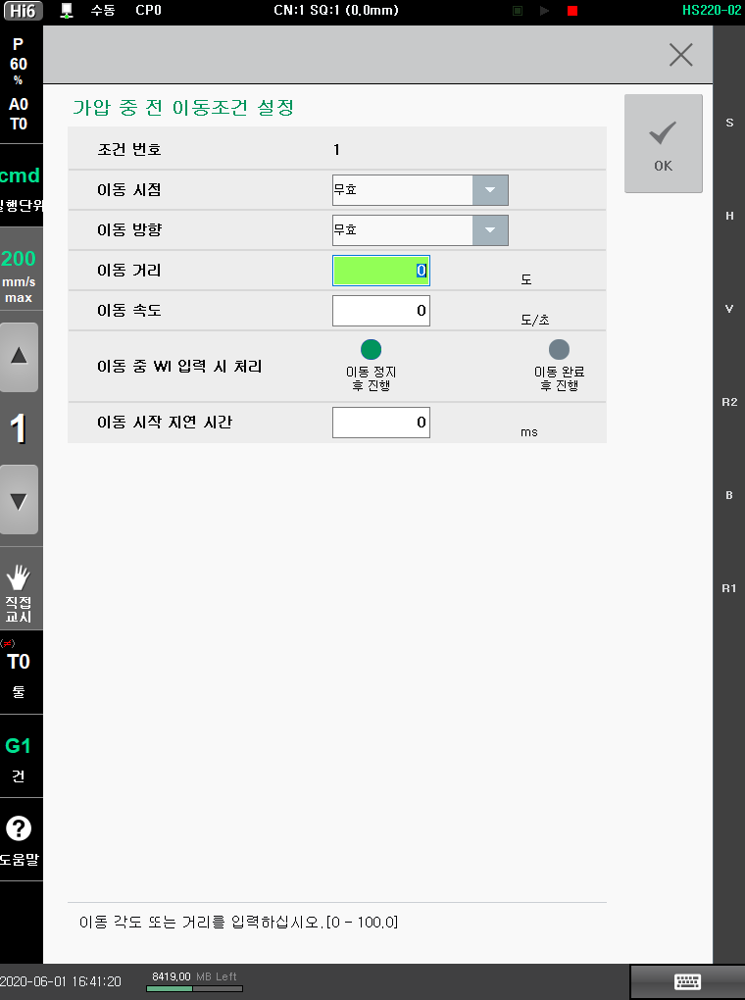 Hi6 수동 CP0 CN:1 SQ:1 (0.0mm) HS220-02
P
60
%
A0
T0
cmd
실행단위
200
mm/s
max
1
직접
교시
(≠)
T0
툴
G1
건
?
도움말
가압 중 전 이동조건 설정
조건 번호 1
이동 시점 무효
이동 방향 무효
이동 거리 0 도
이동 속도 0 도/초
이동 중 WI 입력 시 처리
이동 정지
후 진행
이동 완료
후 진행
이동 시작 지연 시간 0 ms
OK
S
H
V
R2
B
R1
이동 각도 또는 거리를 입력하십시오.[0 - 100.0]
2020-06-01 16:41:20 8419.00 MB Left